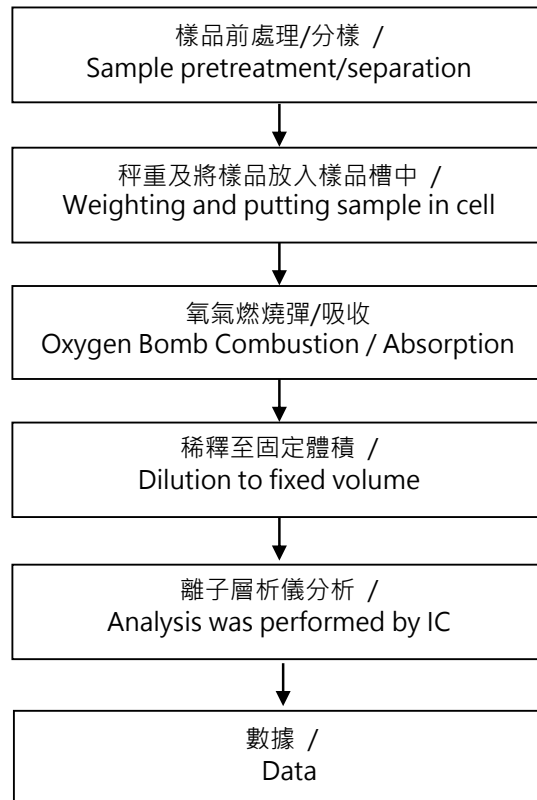 樣品前處理/分樣 /
Sample pretreatment/separation
秤重及將樣品放入樣品槽中 /
Weighting and putting sample in cell
氧氣燃燒彈/吸收
Oxygen Bomb Combustion / Absorption
稀釋至固定體積 /
Dilution to fixed volume
離子層析儀分析 /
Analysis was performed by IC
數據 /
Data